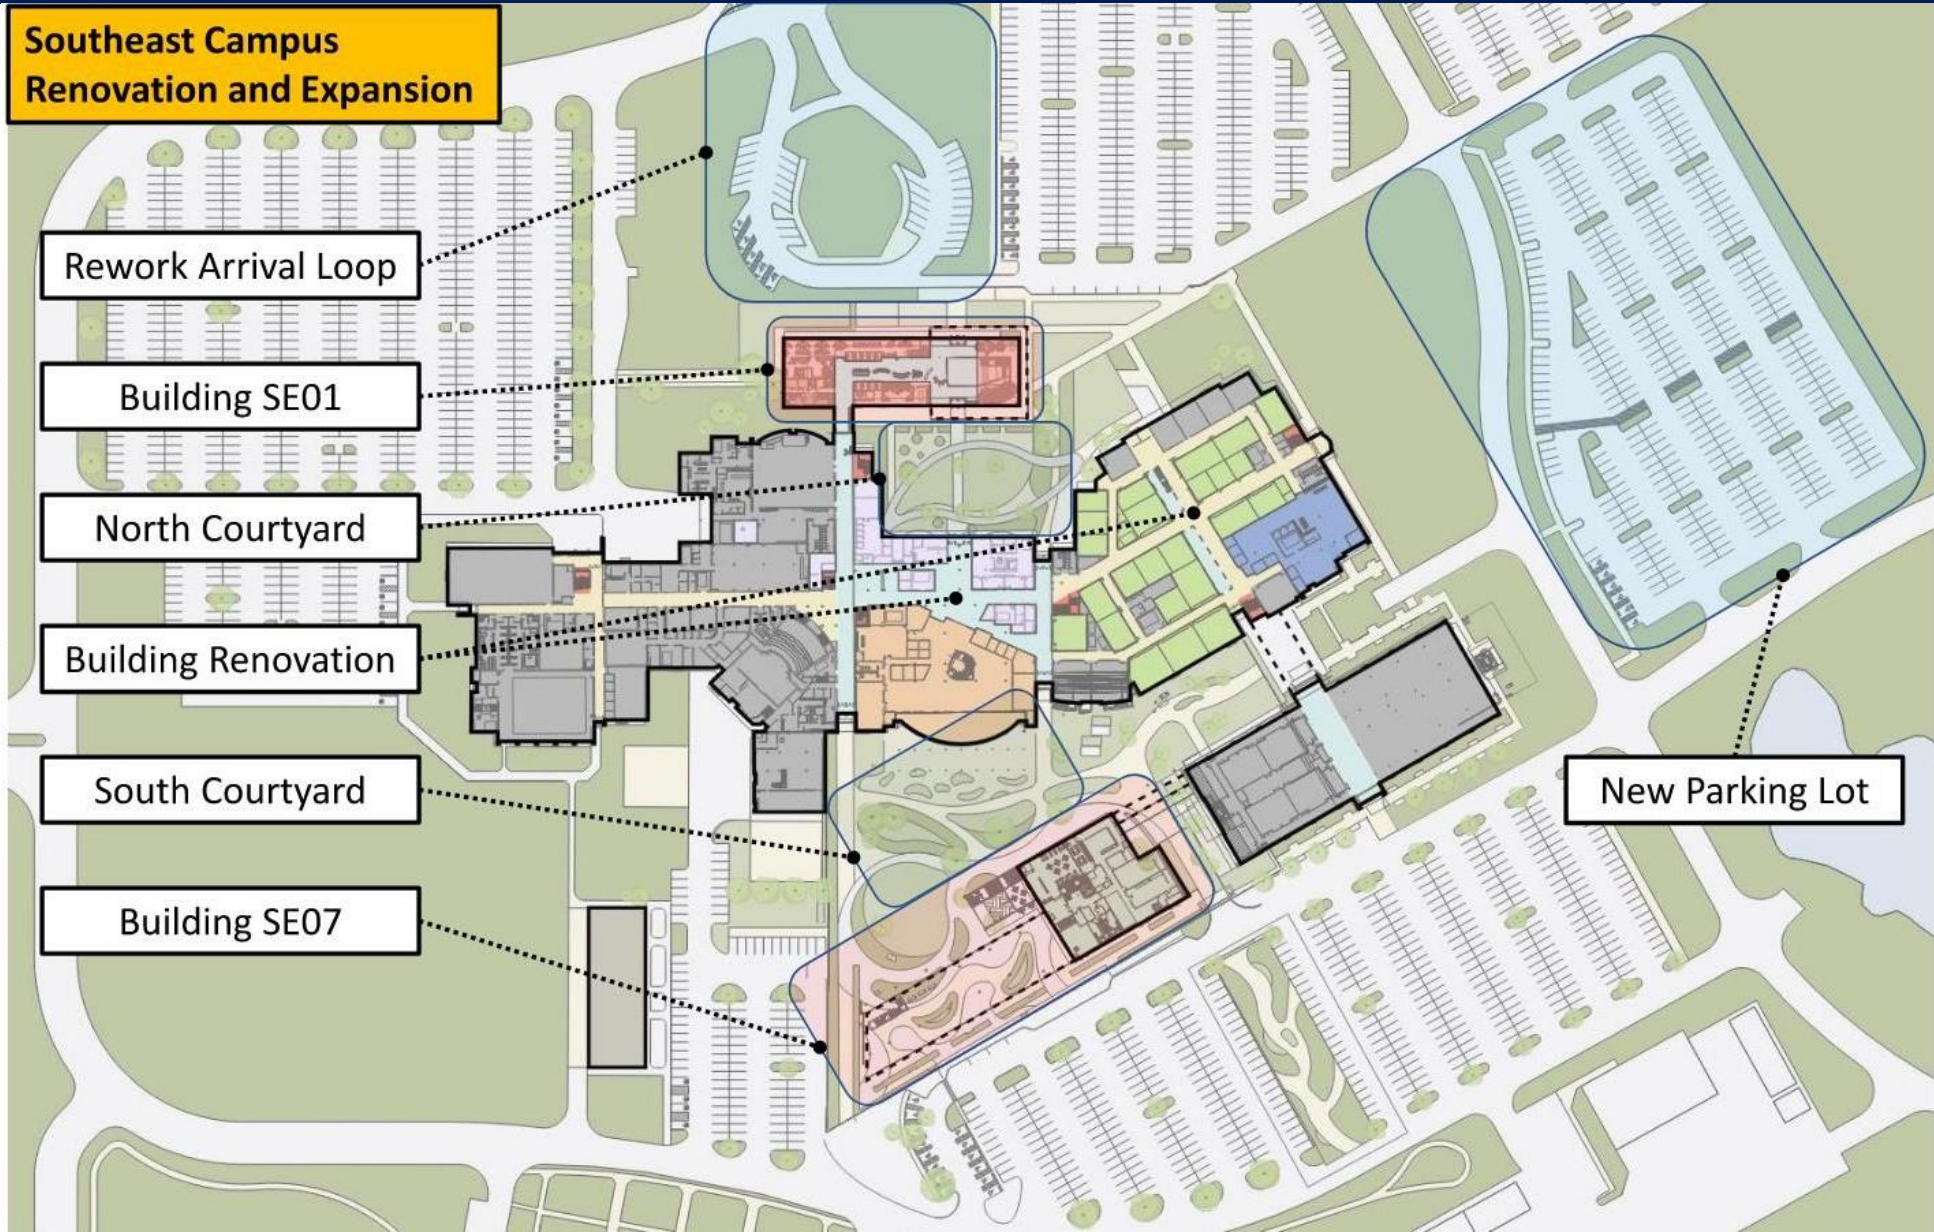 Southeast Campus
Renovation and Expansion
Rework Arrival Loop
Building SE01
North Courtyard
Building Renovation
South Courtyard
Building SE07
New Parking Lot